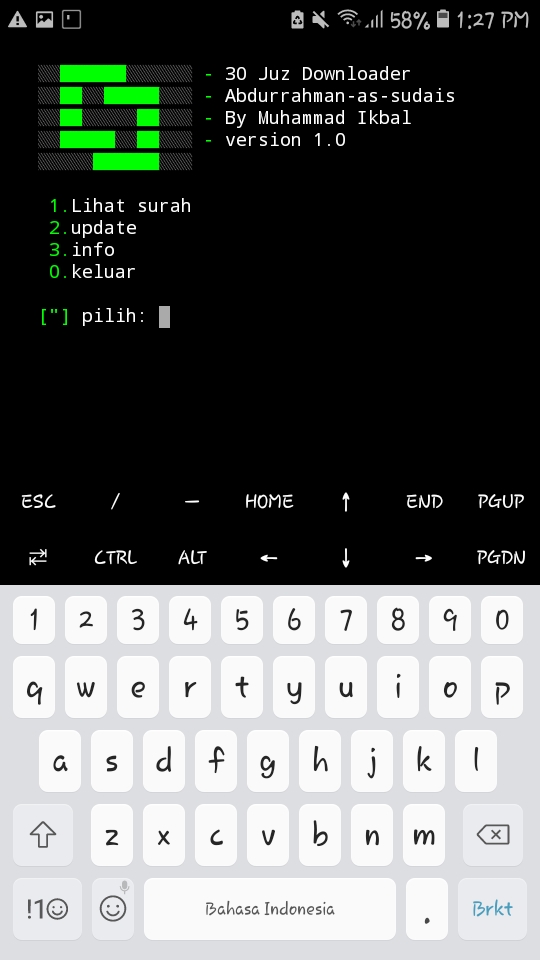 58% 1:27 PM
- 30 Juz Downloader
- Abdurrahman-as-sudais
- By Muhammad Ikbal
- version 1.0
1.Lihat surah
2.update
3.info
0.keluar
["] pilih:
ESC / — HOME ↑ END PGUP
⇄ CTRL ALT ← ↓ → PGDN
1 2 3 4 5 6 7 8 9 0
q w e r t y u i o p
a s d f g h j k l
z x c v b n m
!1☺ Bahasa Indonesia . Brkt